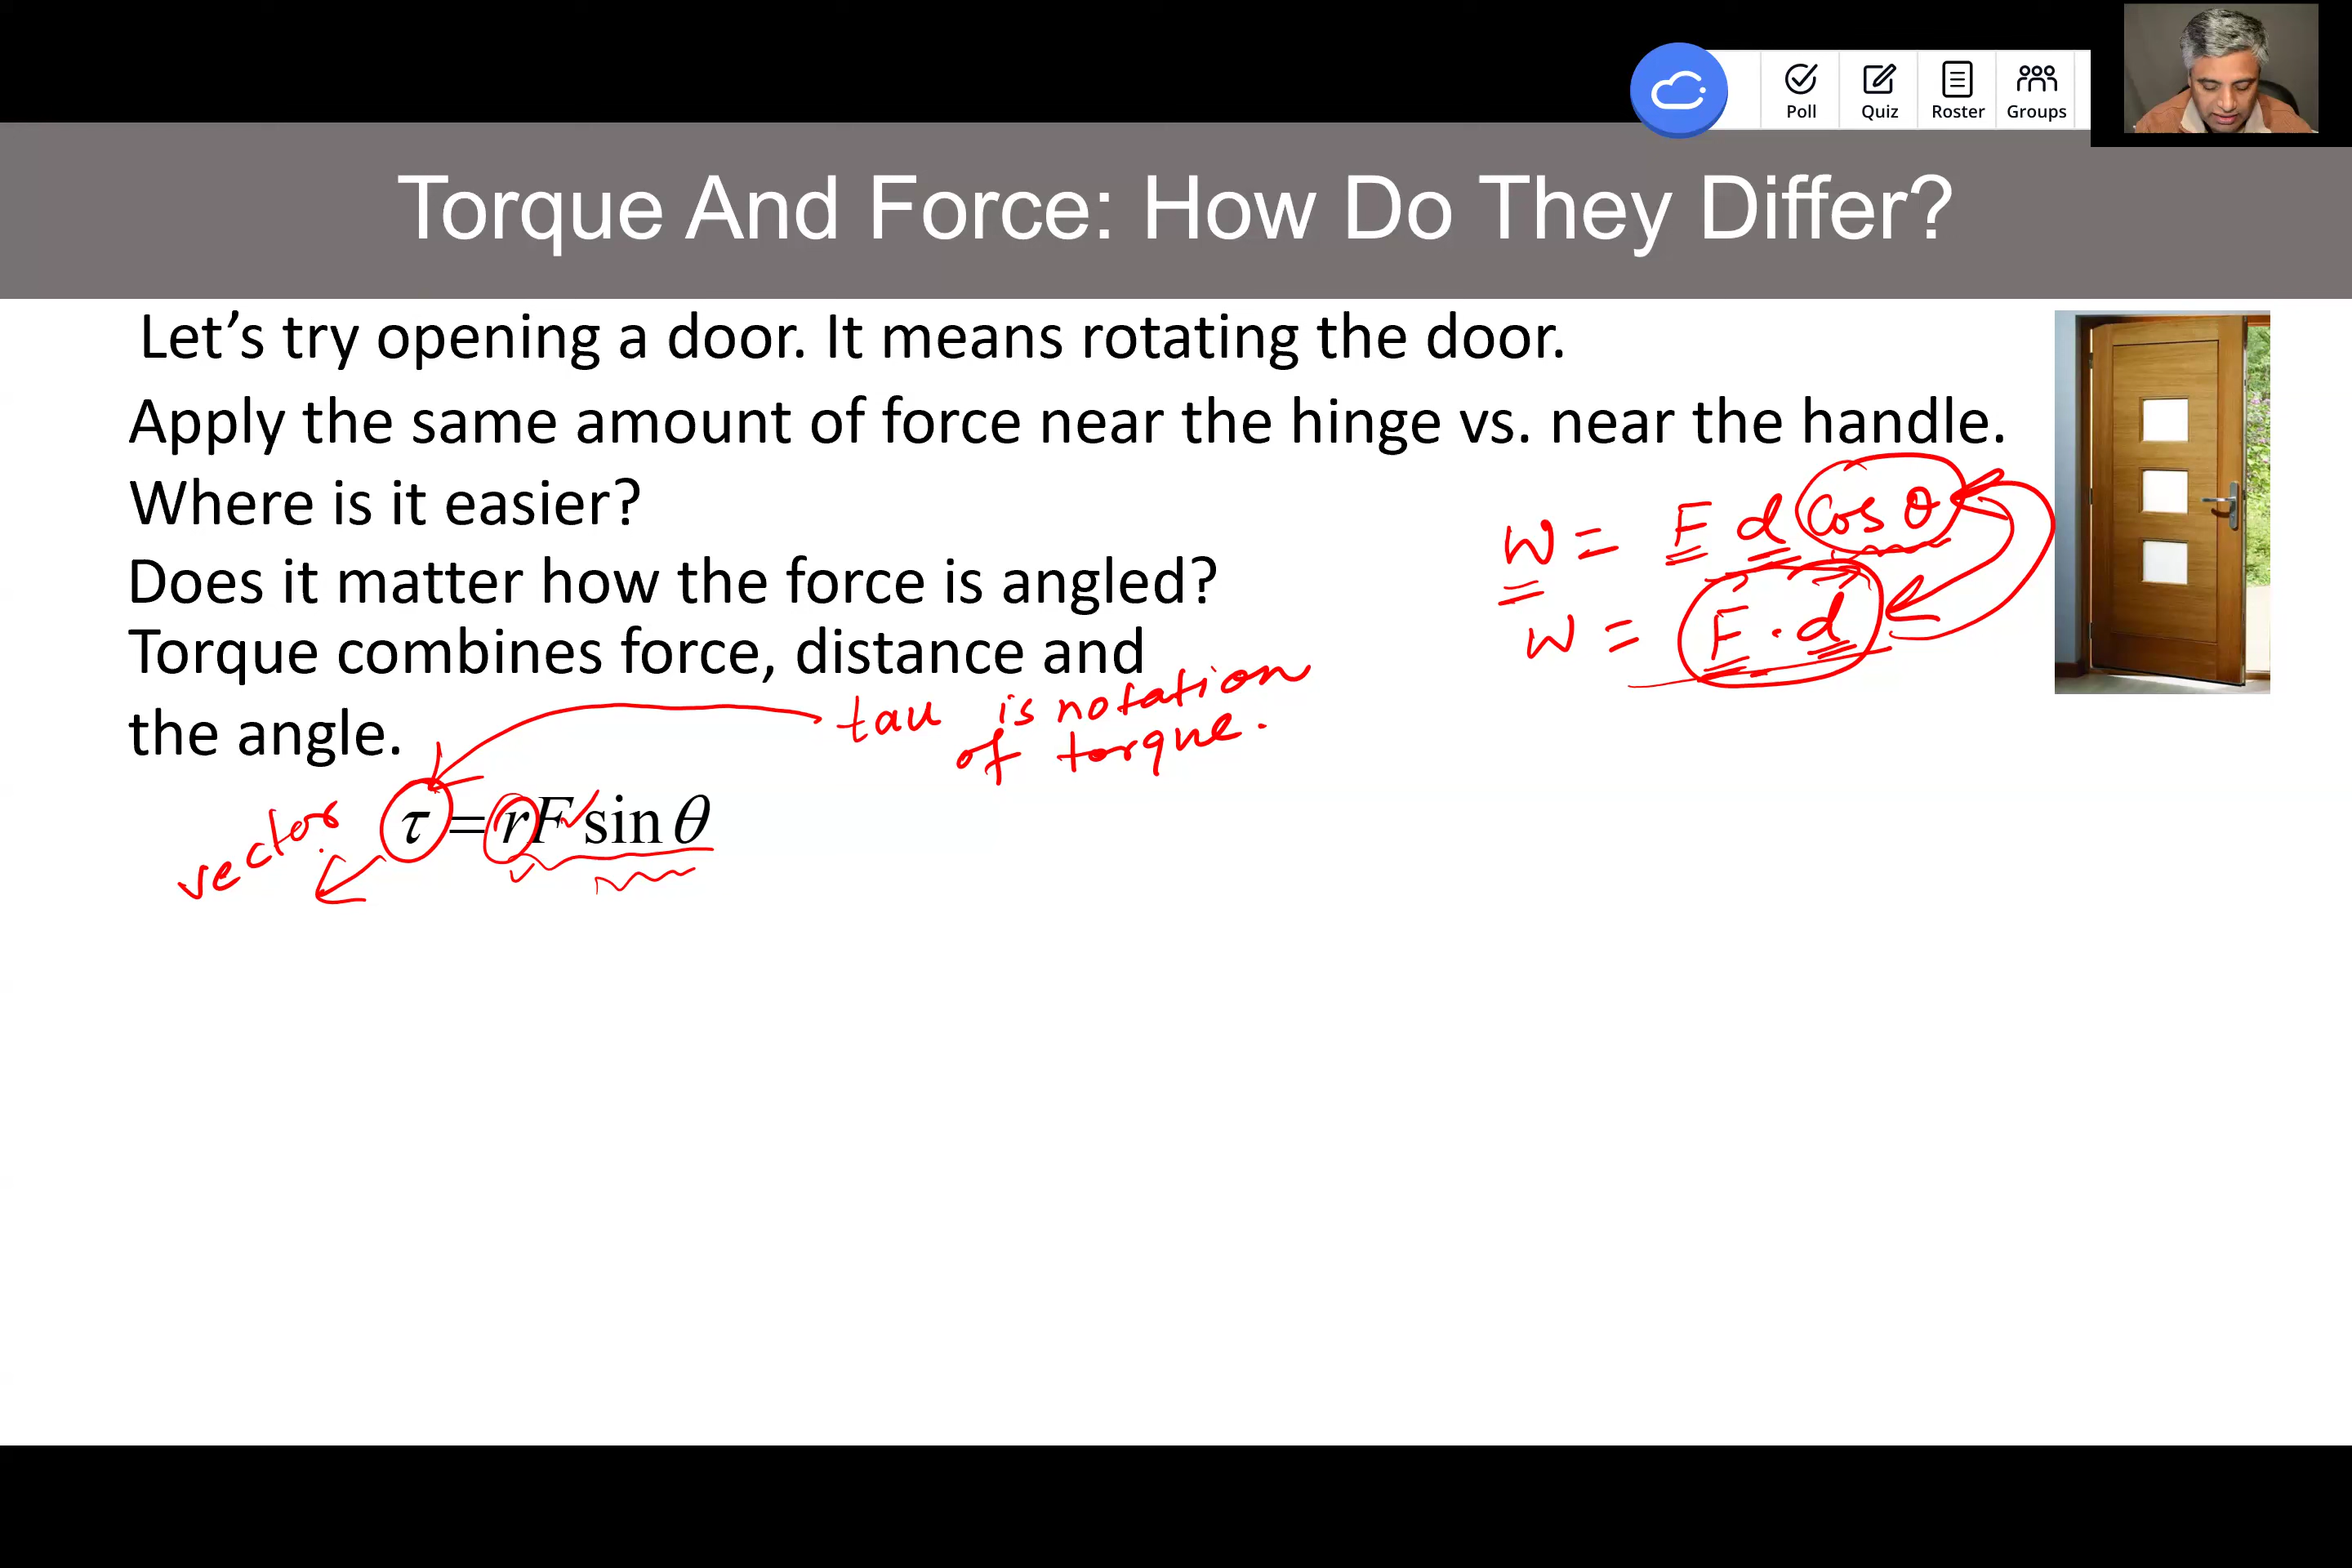 Poll Quiz Roster Groups
Torque And Force: How Do They Differ?
Let’s try opening a door. It means rotating the door.
Apply the same amount of force near the hinge vs. near the handle.
Where is it easier?
W = F d cos θ
Does it matter how the force is angled?
W = F · d
Torque combines force, distance and
the angle.
tau is notation
of torque.
vector
τ = rF sin θ